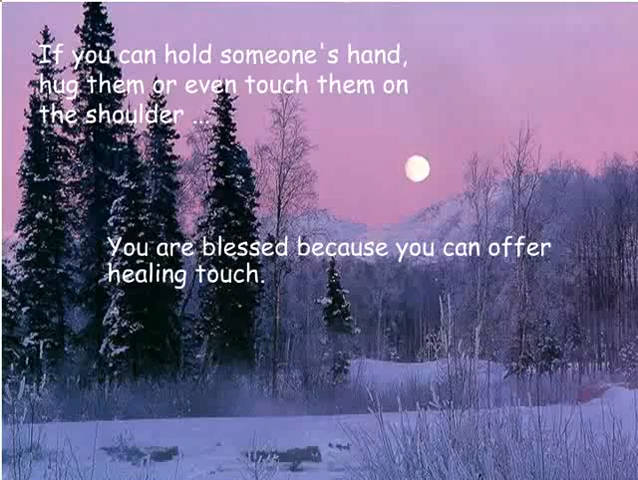 If you can hold someone's hand,
hug them or even touch them on
the shoulder ...
You are blessed because you can offer
healing touch.